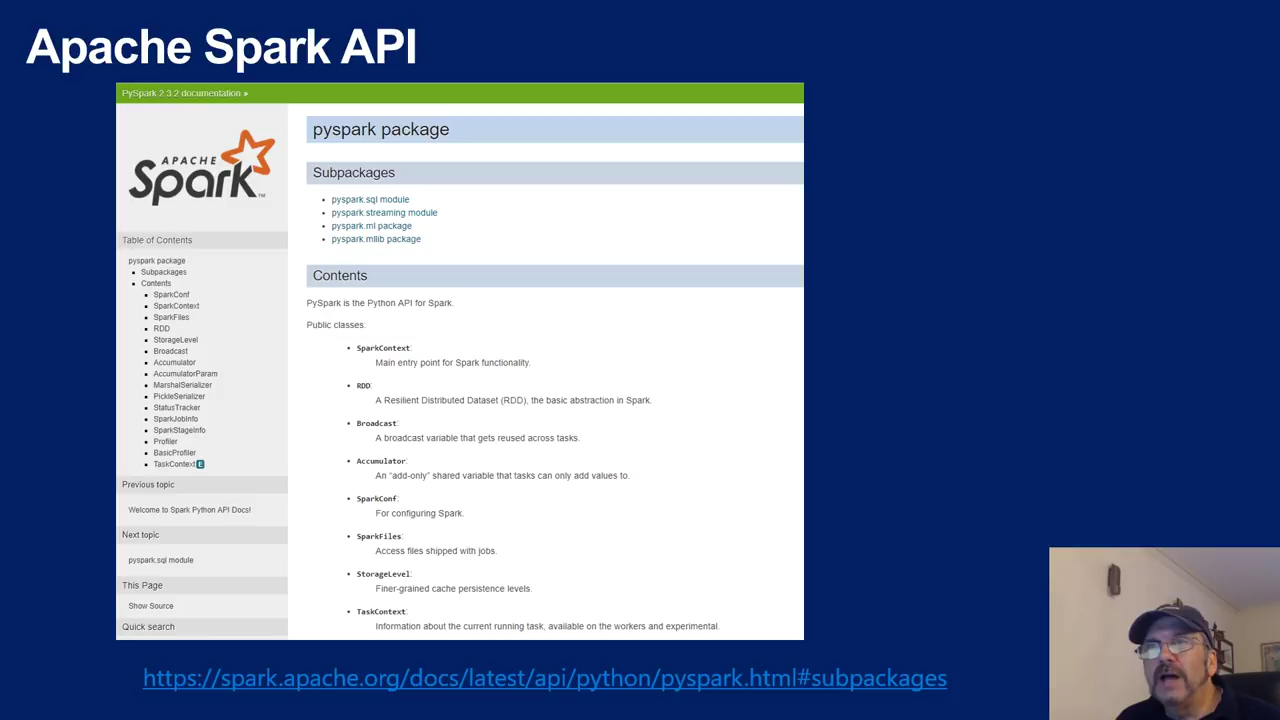 Apache Spark API
PySpark 2.3.2 documentation »
APACHE
Spark™
Table of Contents
pyspark package
Subpackages
Contents
SparkConf
SparkContext
SparkFiles
RDD
StorageLevel
Broadcast
Accumulator
AccumulatorParam
MarshalSerializer
PickleSerializer
StatusTracker
SparkJobInfo
SparkStageInfo
Profiler
BasicProfiler
TaskContext E
Previous topic
Welcome to Spark Python API Docs!
Next topic
pyspark.sql module
This Page
Show Source
Quick search
pyspark package
Subpackages
pyspark.sql module
pyspark.streaming module
pyspark.ml package
pyspark.mllib package
Contents
PySpark is the Python API for Spark.
Public classes:
SparkContext:
Main entry point for Spark functionality.
RDD:
A Resilient Distributed Dataset (RDD), the basic abstraction in Spark.
Broadcast:
A broadcast variable that gets reused across tasks.
Accumulator:
An “add-only” shared variable that tasks can only add values to.
SparkConf:
For configuring Spark.
SparkFiles:
Access files shipped with jobs.
StorageLevel:
Finer-grained cache persistence levels.
TaskContext:
Information about the current running task, available on the workers and experimental.
https://spark.apache.org/docs/latest/api/python/pyspark.html#subpackages